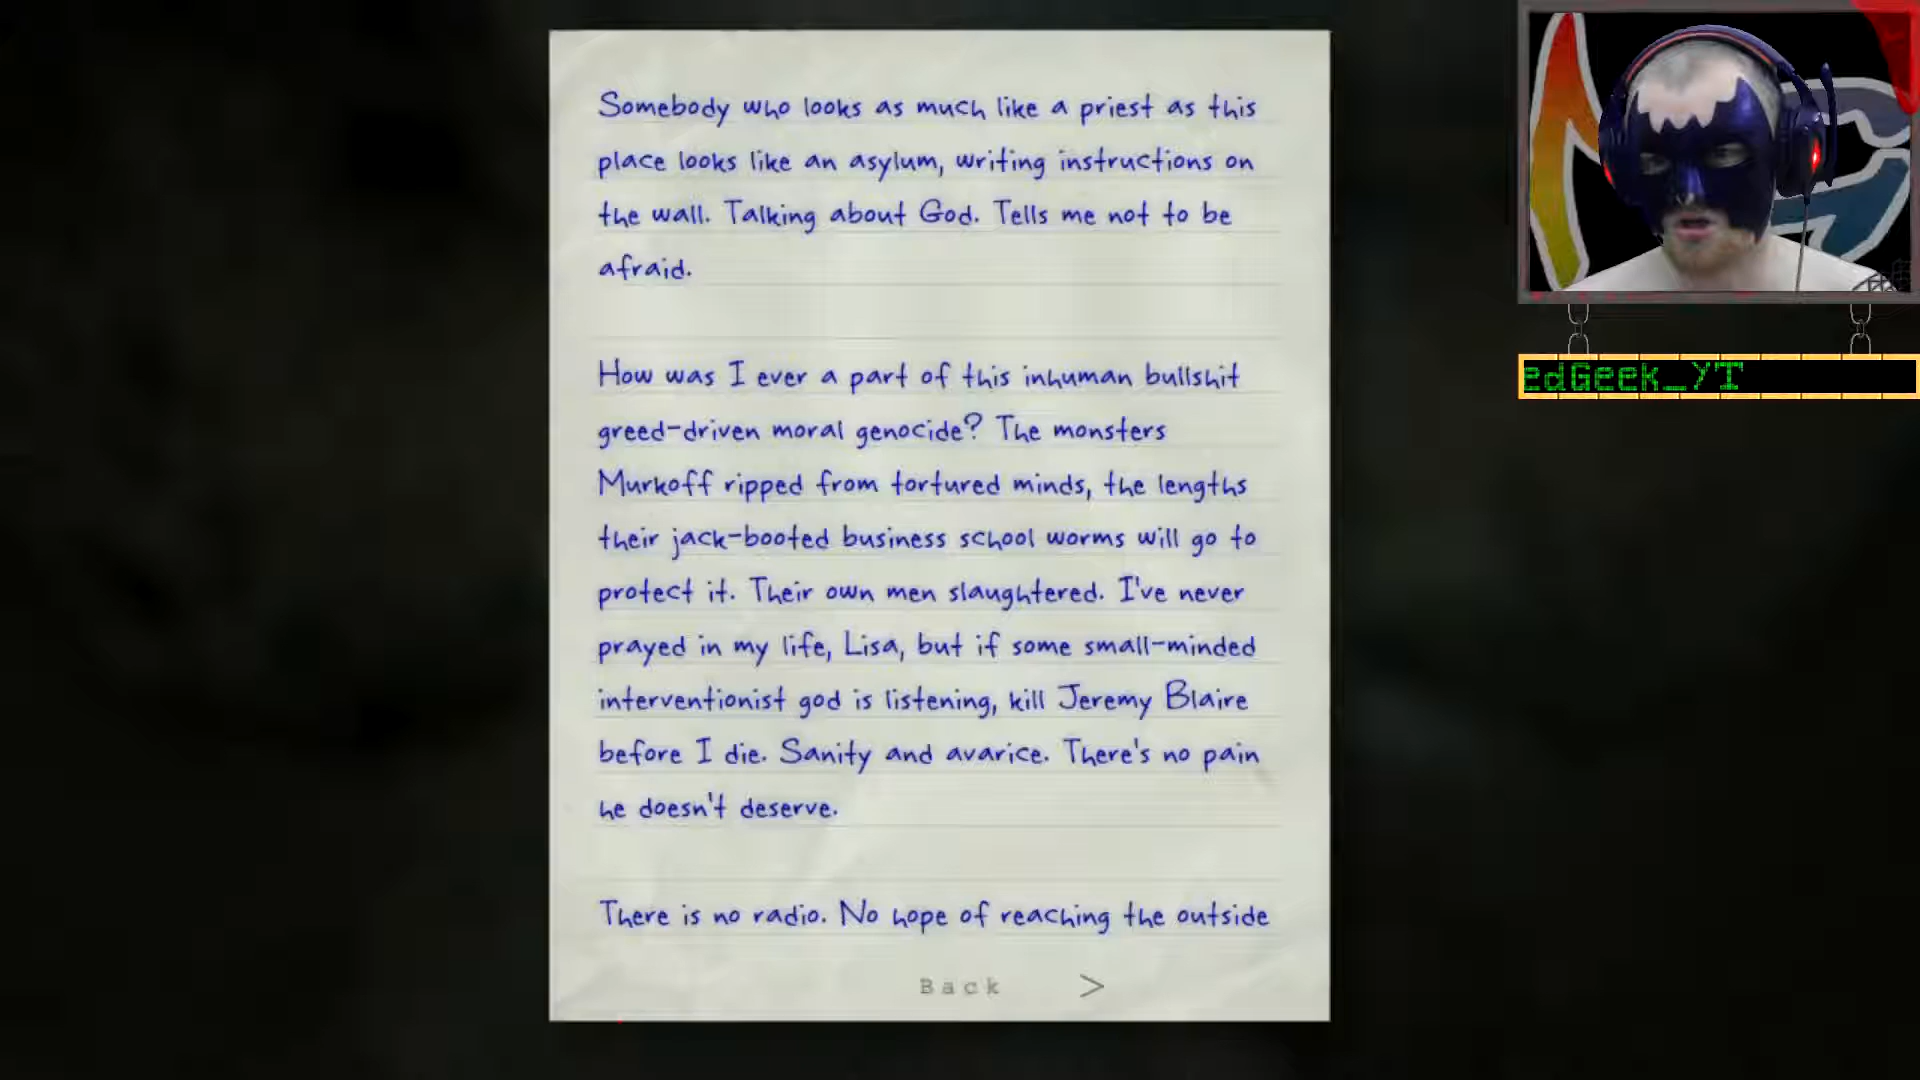 Somebody who looks as much like a priest as this
place looks like an asylum, writing instructions on
the wall. Talking about God. Tells me not to be
afraid.
How was I ever a part of this inhuman bullshit
greed-driven moral genocide? The monsters
Murkoff ripped from tortured minds, the lengths
their jack-booted business school worms will go to
protect it. Their own men slaughtered. I've never
prayed in my life, Lisa, but if some small-minded
interventionist god is listening, kill Jeremy Blaire
before I die. Sanity and avarice. There's no pain
he doesn't deserve.
There is no radio. No hope of reaching the outside
Back >
edGeek_YT